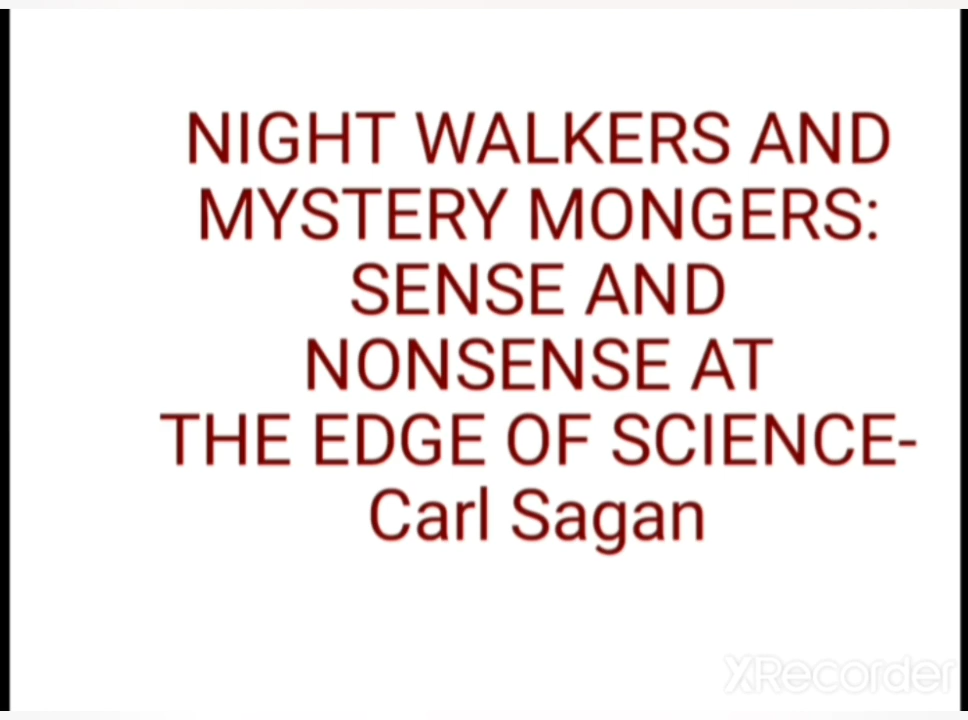 NIGHT WALKERS AND
MYSTERY MONGERS:
SENSE AND
NONSENSE AT
THE EDGE OF SCIENCE-
Carl Sagan
XRecorder